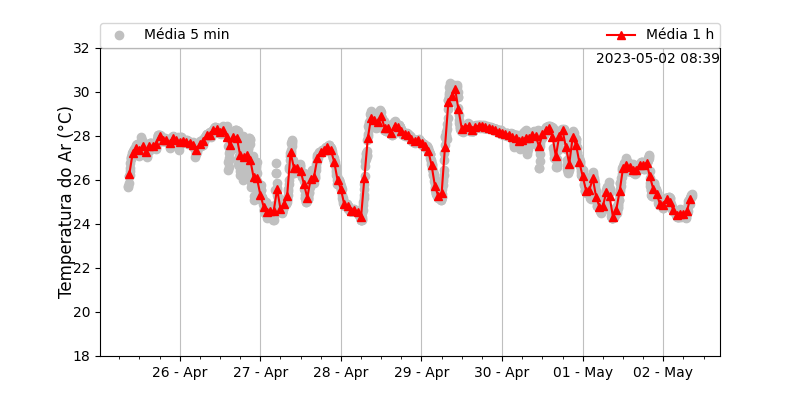 Média 5 min
Média 1 h
2023-05-02 08:39
Temperatura do Ar (°C)
32
30
28
26
24
22
20
18
26 - Apr
27 - Apr
28 - Apr
29 - Apr
30 - Apr
01 - May
02 - May